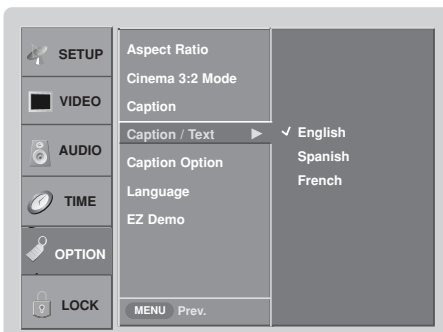 SETUP
VIDEO
AUDIO
TIME
OPTION
LOCK
Aspect Ratio
Cinema 3:2 Mode
Caption
Caption / Text ►
Caption Option
Language
EZ Demo
MENU Prev.
✓ English
Spanish
French